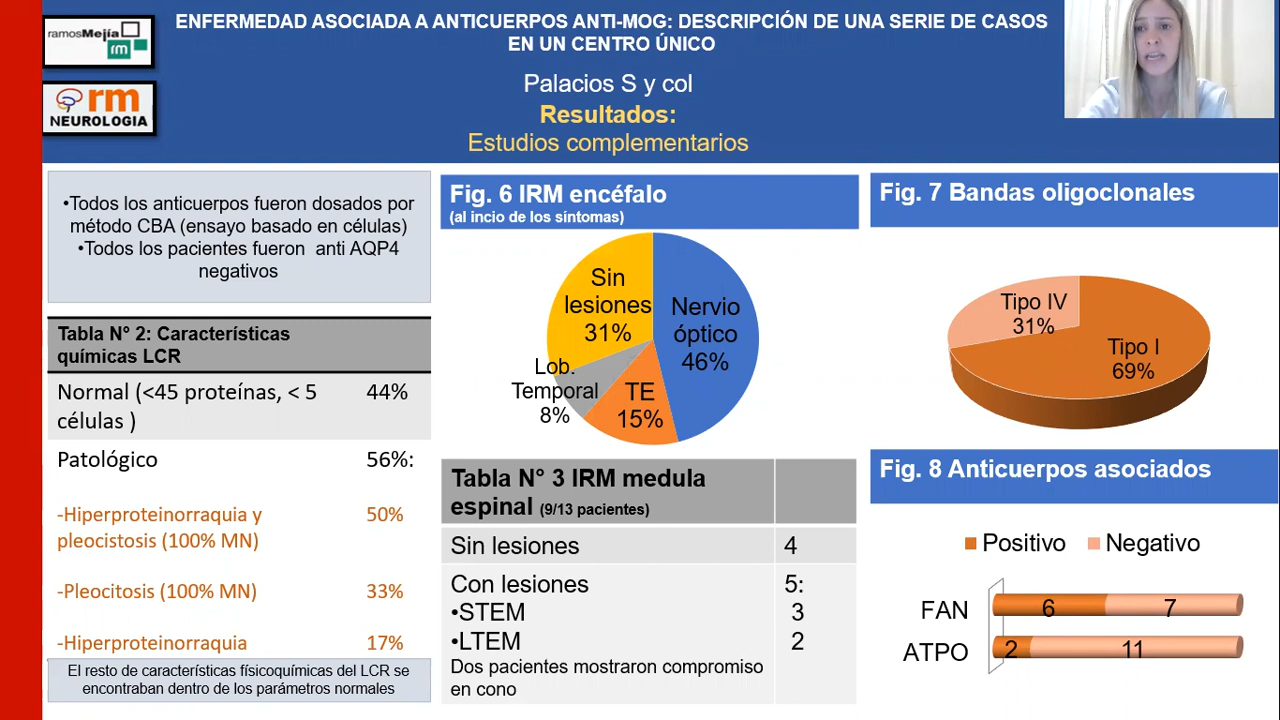 ramosMejía
rm
rm
NEUROLOGIA
ENFERMEDAD ASOCIADA A ANTICUERPOS ANTI-MOG: DESCRIPCIÓN DE UNA SERIE DE CASOS
EN UN CENTRO ÚNICO
Palacios S y col
Resultados:
Estudios complementarios
•Todos los anticuerpos fueron dosados por
método CBA (ensayo basado en células)
•Todos los pacientes fueron anti AQP4
negativos
Tabla N° 2: Características
químicas LCR
Normal (<45 proteínas, < 5 44%
células )
Patológico 56%:
-Hiperproteinorraquia y 50%
pleocistosis (100% MN)
-Pleocitosis (100% MN) 33%
-Hiperproteinorraquia 17%
El resto de características físicoquímicas del LCR se
encontraban dentro de los parámetros normales
Fig. 6 IRM encéfalo
(al incio de los síntomas)
Sin
lesiones
31%
Nervio
óptico
46%
Lob.
Temporal
8%
TE
15%
Tabla N° 3 IRM medula
espinal (9/13 pacientes)
Sin lesiones 4
Con lesiones 5:
•STEM 3
•LTEM 2
Dos pacientes mostraron compromiso
en cono
Fig. 7 Bandas oligoclonales
Tipo IV
31%
Tipo I
69%
Fig. 8 Anticuerpos asociados
Positivo Negativo
FAN 6 7
ATPO 2 11